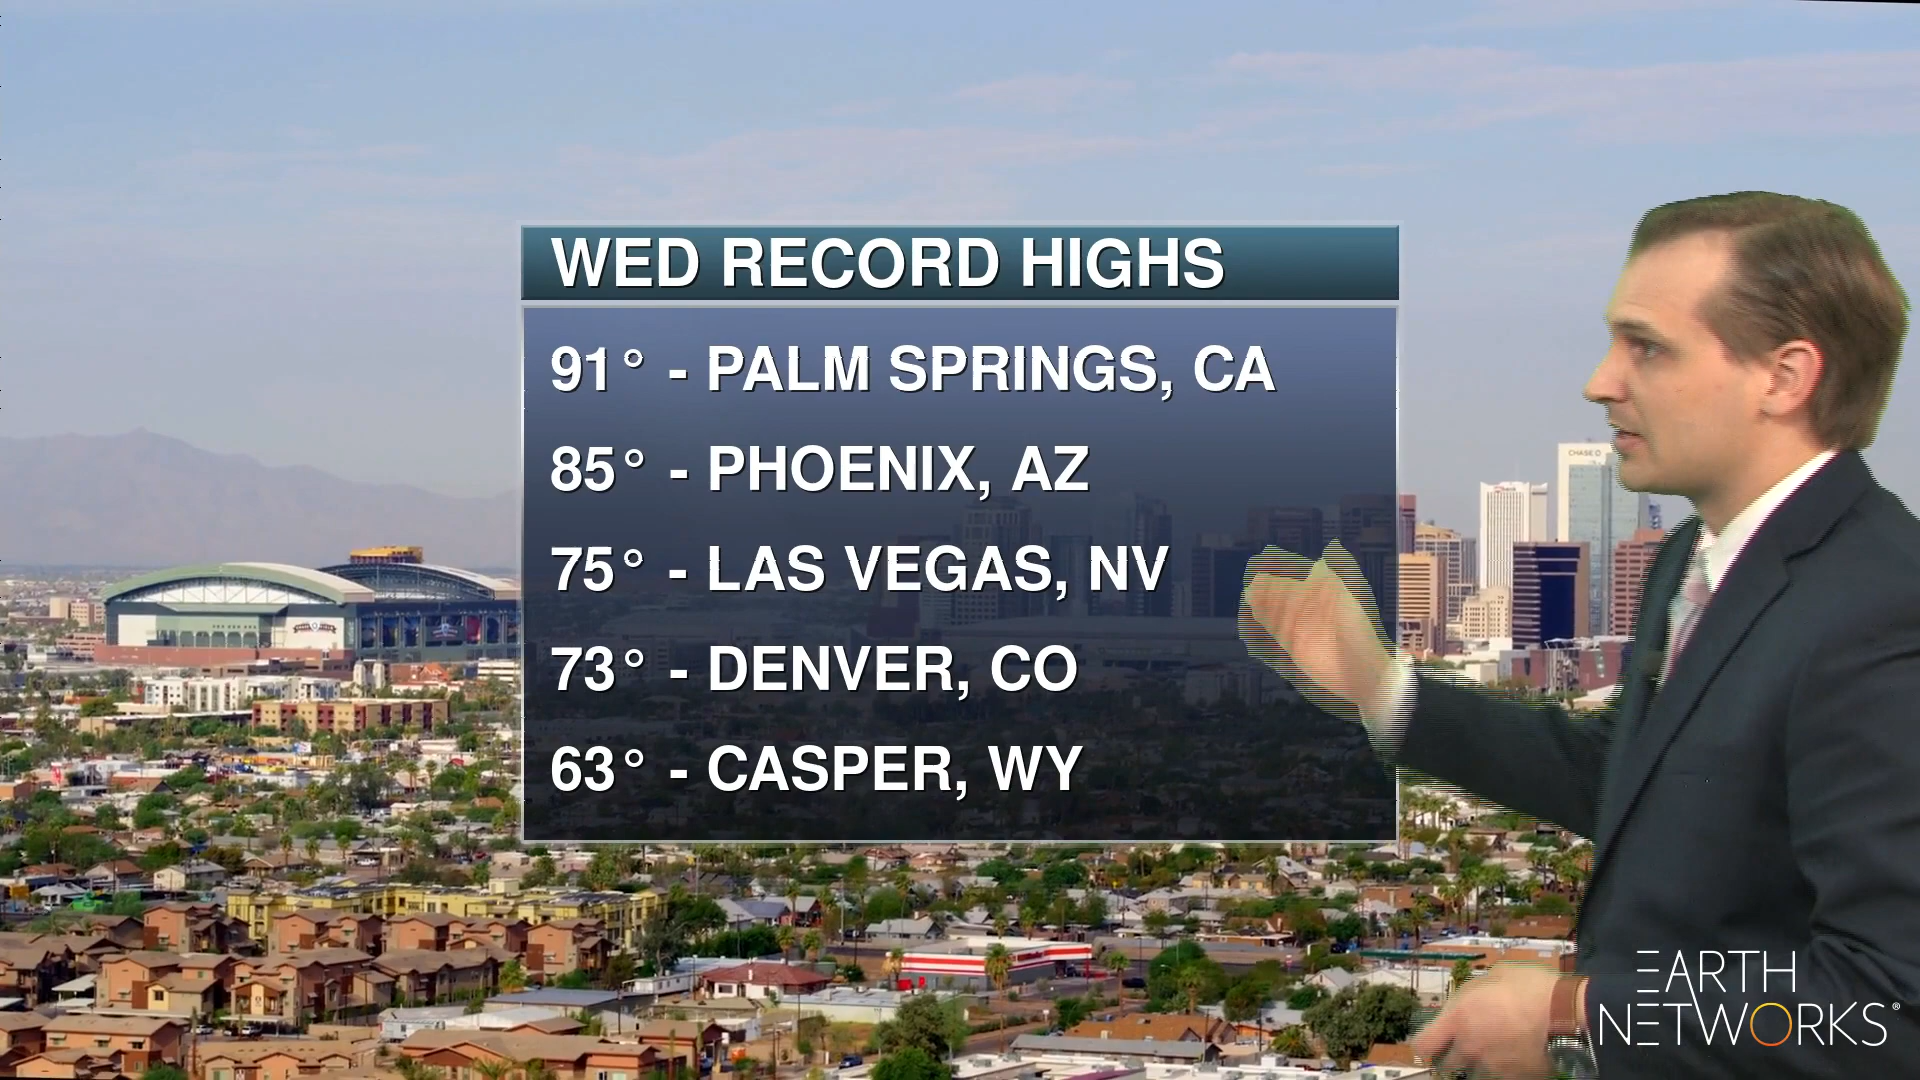 WED RECORD HIGHS
91° - PALM SPRINGS, CA
85° - PHOENIX, AZ
CHASE
75° - LAS VEGAS, NV
73° - DENVER, CO
63° - CASPER, WY
EARTH
NETWORKS®